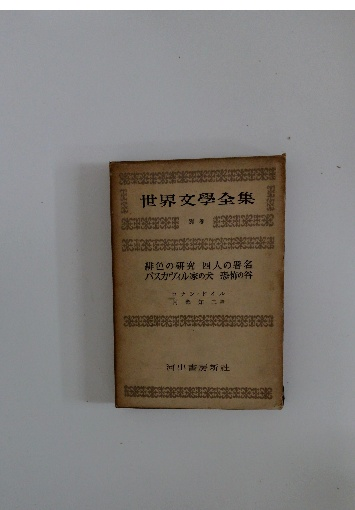 世界文學全集
別巻
緋色の研究 四人の署名
バスカヴィル家の犬 恐怖の谷
コナン・ドイル
河出書房新社